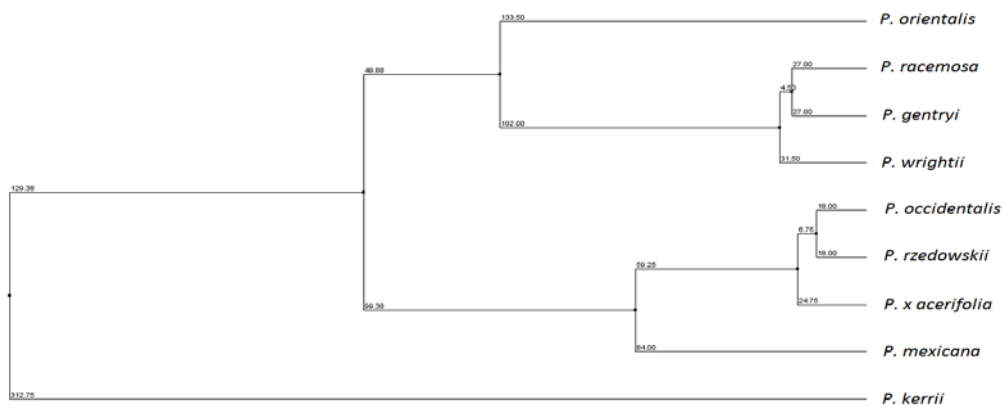 133.50
P. orientalis
49.88
27.00
P. racemosa
4.50
27.00
P. gentryi
102.00
31.50
P. wrightii
129.38
18.00
P. occidentalis
6.75
18.00
P. rzedowskii
59.25
24.75
P. x acerifolia
99.38
84.00
P. mexicana
312.75
P. kerrii